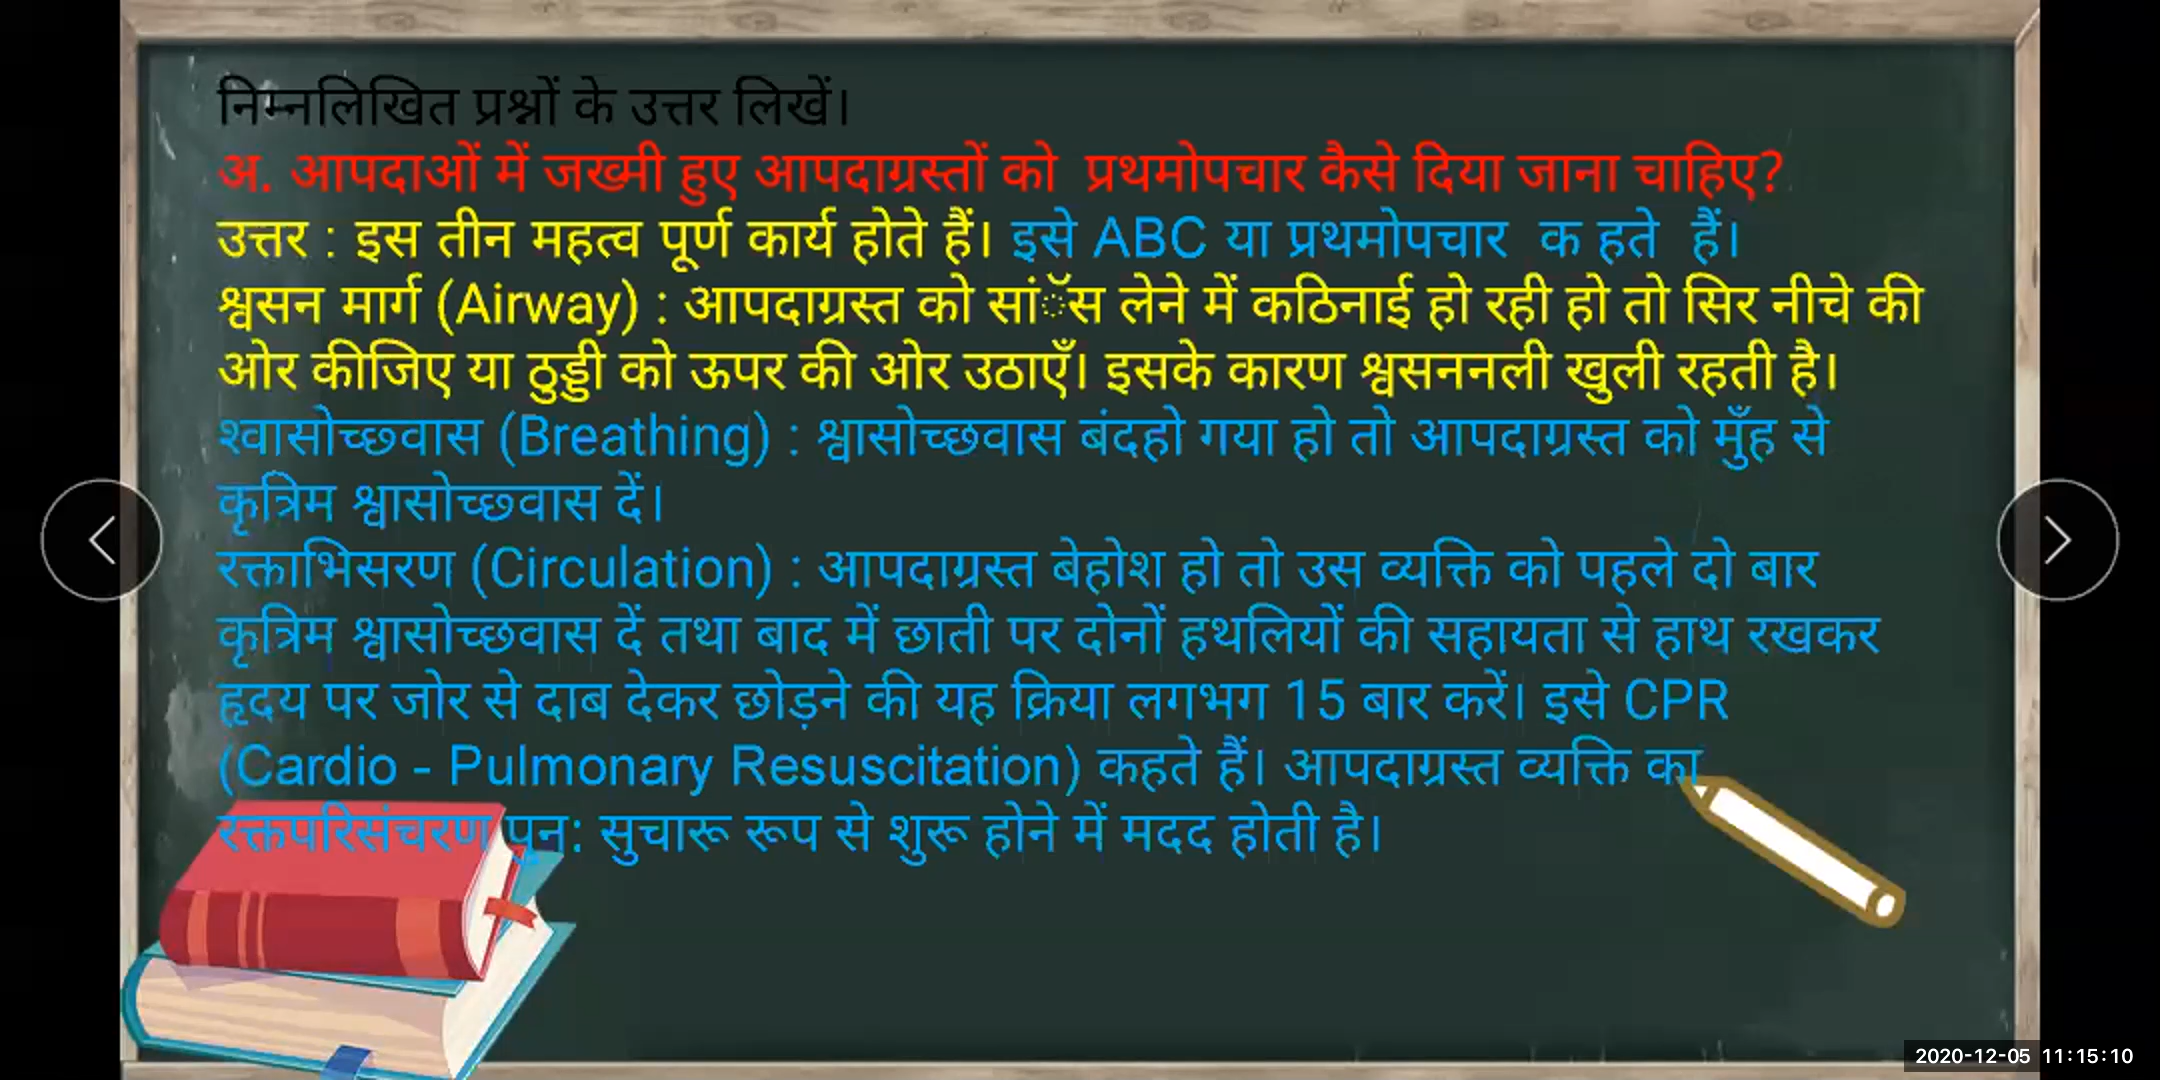 निम्नलिखित प्रश्नों के उत्तर लिखें।
अ. आपदाओं में जख्मी हुए आपदाग्रस्तों को  प्रथमोपचार कैसे दिया जाना चाहिए?
उत्तर : इस तीन महत्व पूर्ण कार्य होते हैं। इसे ABC या प्रथमोपचार  क हते  हैं।
श्वसन मार्ग (Airway) : आपदाग्रस्त को सांॅस लेने में कठिनाई हो रही हो तो सिर नीचे की
ओर कीजिए या ठुड्डी को ऊपर की ओर उठाएँ। इसके कारण श्वसननली खुली रहती है।
श्वासोच्छवास (Breathing) : श्वासोच्छवास बंदहो गया हो तो आपदाग्रस्त को मुँह से
कृत्रिम श्वासोच्छवास दें।
रक्ताभिसरण (Circulation) : आपदाग्रस्त बेहोश हो तो उस व्यक्ति को पहले दो बार
कृत्रिम श्वासोच्छवास दें तथा बाद में छाती पर दोनों हथलियों की सहायता से हाथ रखकर
हृदय पर जोर से दाब देकर छोड़ने की यह क्रिया लगभग 15 बार करें। इसे CPR
(Cardio - Pulmonary Resuscitation) कहते हैं। आपदाग्रस्त व्यक्ति का
रक्तपरिसंचरण पुन: सुचारू रूप से शुरू होने में मदद होती है।
2020-12-05 11:15:10